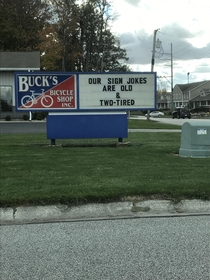 BUCK'S
BICYCLE
SHOP
INC.
OUR SIGN JOKES
ARE OLD
&
TWO-TIRED